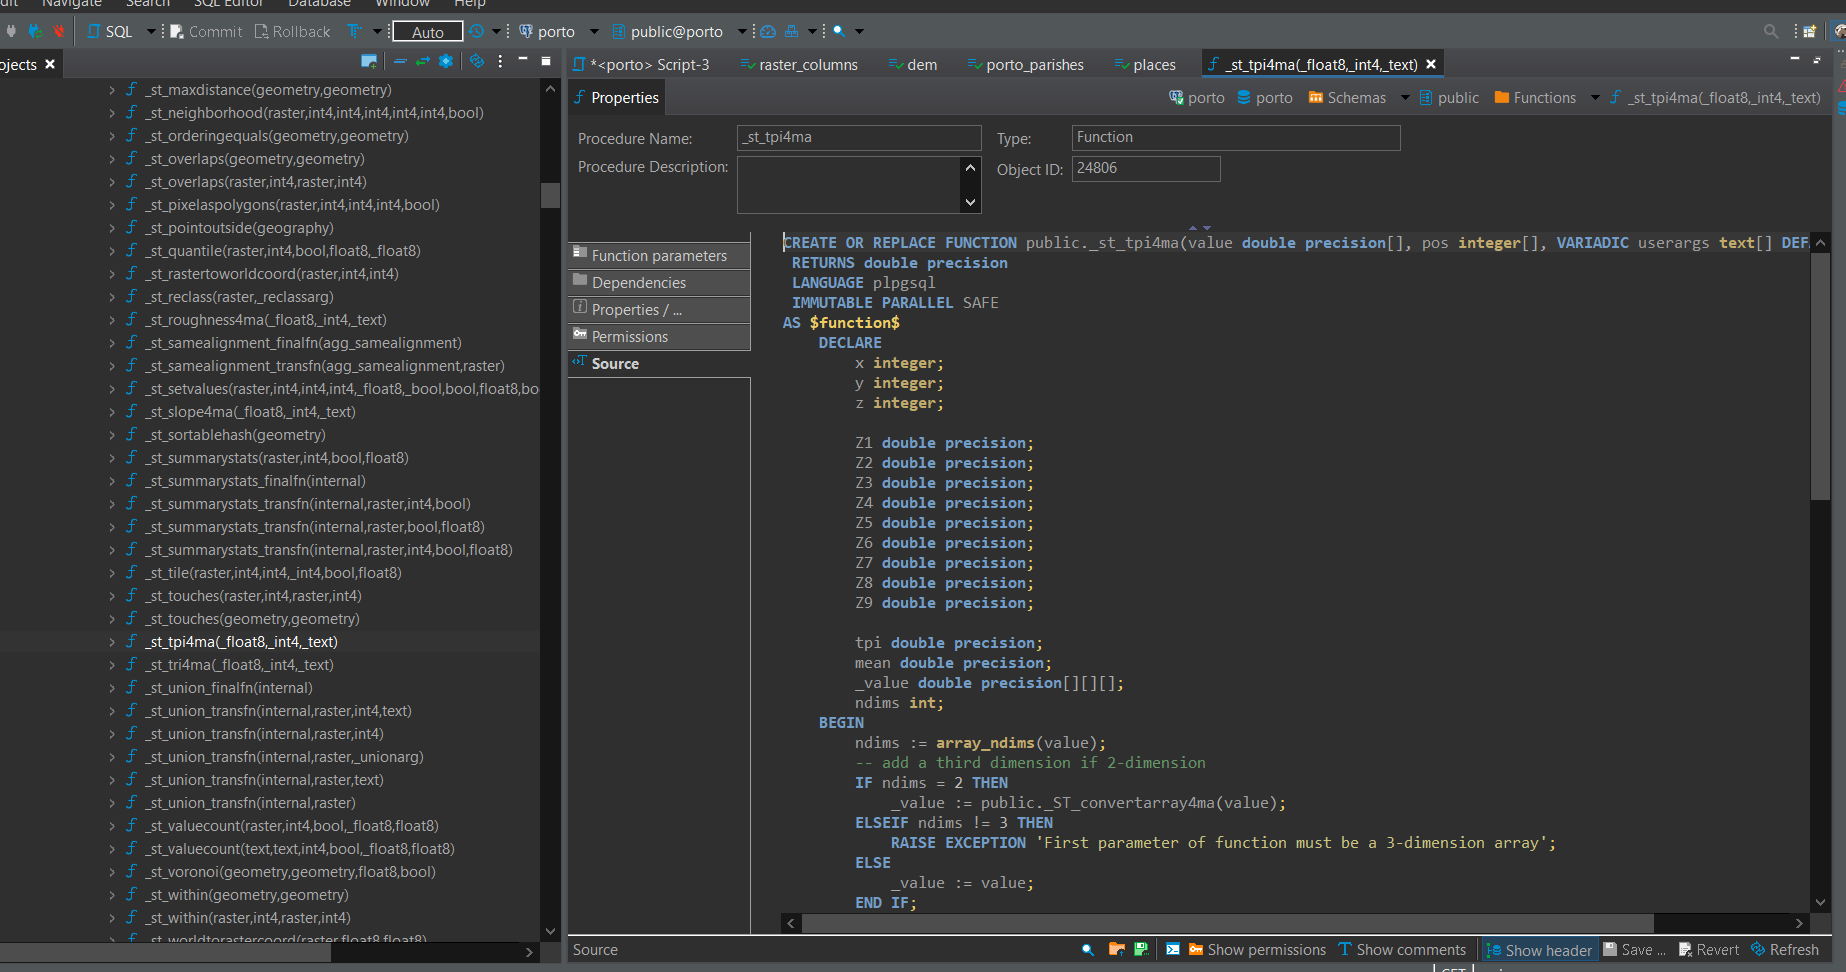 dit Navigate Search SQL Editor Database Window Help
SQL Commit Rollback Auto porto public@porto
ojects *<porto> Script-3 raster_columns dem porto_parishes places _st_tpi4ma(_float8,_int4,_text)
_st_maxdistance(geometry,geometry)
_st_neighborhood(raster,int4,int4,int4,int4,int4,bool)
_st_orderingequals(geometry,geometry)
_st_overlaps(geometry,geometry)
_st_overlaps(raster,int4,raster,int4)
_st_pixelaspolygons(raster,int4,int4,int4,bool)
_st_pointoutside(geography)
_st_quantile(raster,int4,bool,float8,_float8)
_st_rastertoworldcoord(raster,int4,int4)
_st_reclass(raster,_reclassarg)
_st_roughness4ma(_float8,_int4,_text)
_st_samealignment_finalfn(agg_samealignment)
_st_samealignment_transfn(agg_samealignment,raster)
_st_setvalues(raster,int4,int4,int4,_float8,_bool,bool,float8,bo
_st_slope4ma(_float8,_int4,_text)
_st_sortablehash(geometry)
_st_summarystats(raster,int4,bool,float8)
_st_summarystats_finalfn(internal)
_st_summarystats_transfn(internal,raster,int4,bool)
_st_summarystats_transfn(internal,raster,bool,float8)
_st_summarystats_transfn(internal,raster,int4,bool,float8)
_st_tile(raster,int4,int4,_int4,bool,float8)
_st_touches(raster,int4,raster,int4)
_st_touches(geometry,geometry)
_st_tpi4ma(_float8,_int4,_text)
_st_tri4ma(_float8,_int4,_text)
_st_union_finalfn(internal)
_st_union_transfn(internal,raster,int4,text)
_st_union_transfn(internal,raster,int4)
_st_union_transfn(internal,raster,_unionarg)
_st_union_transfn(internal,raster,text)
_st_union_transfn(internal,raster)
_st_valuecount(raster,int4,bool,_float8,float8)
_st_valuecount(text,text,int4,bool,_float8,float8)
_st_voronoi(geometry,geometry,float8,bool)
_st_within(geometry,geometry)
_st_within(raster,int4,raster,int4)
_st_worldtorastercoord(raster,float8,float8)
Properties porto porto Schemas public Functions _st_tpi4ma(_float8,_int4,_text)
Procedure Name: _st_tpi4ma Type: Function
Procedure Description: Object ID: 24806
Function parameters
Dependencies
Properties / ...
Permissions
Source
CREATE OR REPLACE FUNCTION public._st_tpi4ma(value double precision[], pos integer[], VARIADIC userargs text[] DEF
RETURNS double precision
LANGUAGE plpgsql
IMMUTABLE PARALLEL SAFE
AS $function$
DECLARE
x integer;
y integer;
z integer;
Z1 double precision;
Z2 double precision;
Z3 double precision;
Z4 double precision;
Z5 double precision;
Z6 double precision;
Z7 double precision;
Z8 double precision;
Z9 double precision;
tpi double precision;
mean double precision;
_value double precision[][][];
ndims int;
BEGIN
ndims := array_ndims(value);
-- add a third dimension if 2-dimension
IF ndims = 2 THEN
_value := public._ST_convertarray4ma(value);
ELSEIF ndims != 3 THEN
RAISE EXCEPTION 'First parameter of function must be a 3-dimension array';
ELSE
_value := value;
END IF;
Source Show permissions Show comments Show header Save ... Revert Refresh